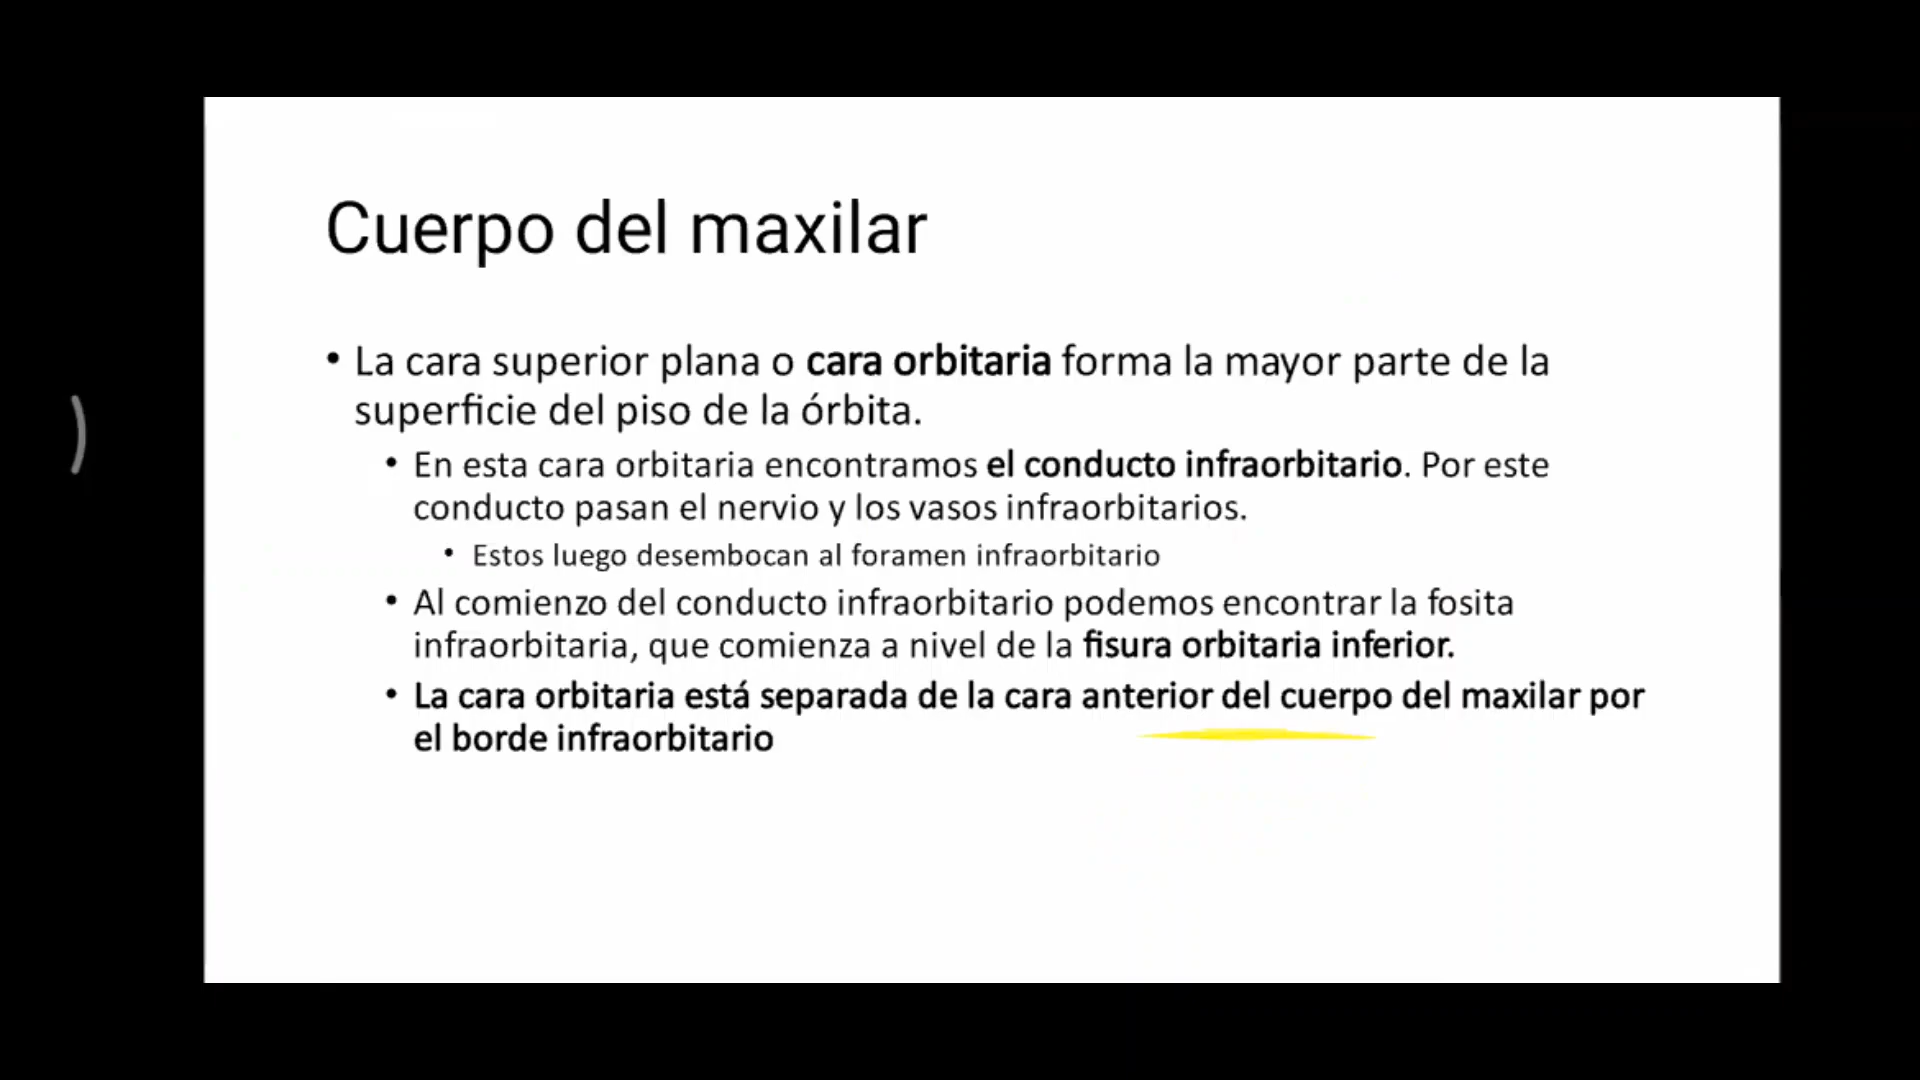 Cuerpo del maxilar
• La cara superior plana o cara orbitaria forma la mayor parte de la
superficie del piso de la órbita.
• En esta cara orbitaria encontramos el conducto infraorbitario. Por este
conducto pasan el nervio y los vasos infraorbitarios.
• Estos luego desembocan al foramen infraorbitario
• Al comienzo del conducto infraorbitario podemos encontrar la fosita
infraorbitaria, que comienza a nivel de la fisura orbitaria inferior.
• La cara orbitaria está separada de la cara anterior del cuerpo del maxilar por
el borde infraorbitario